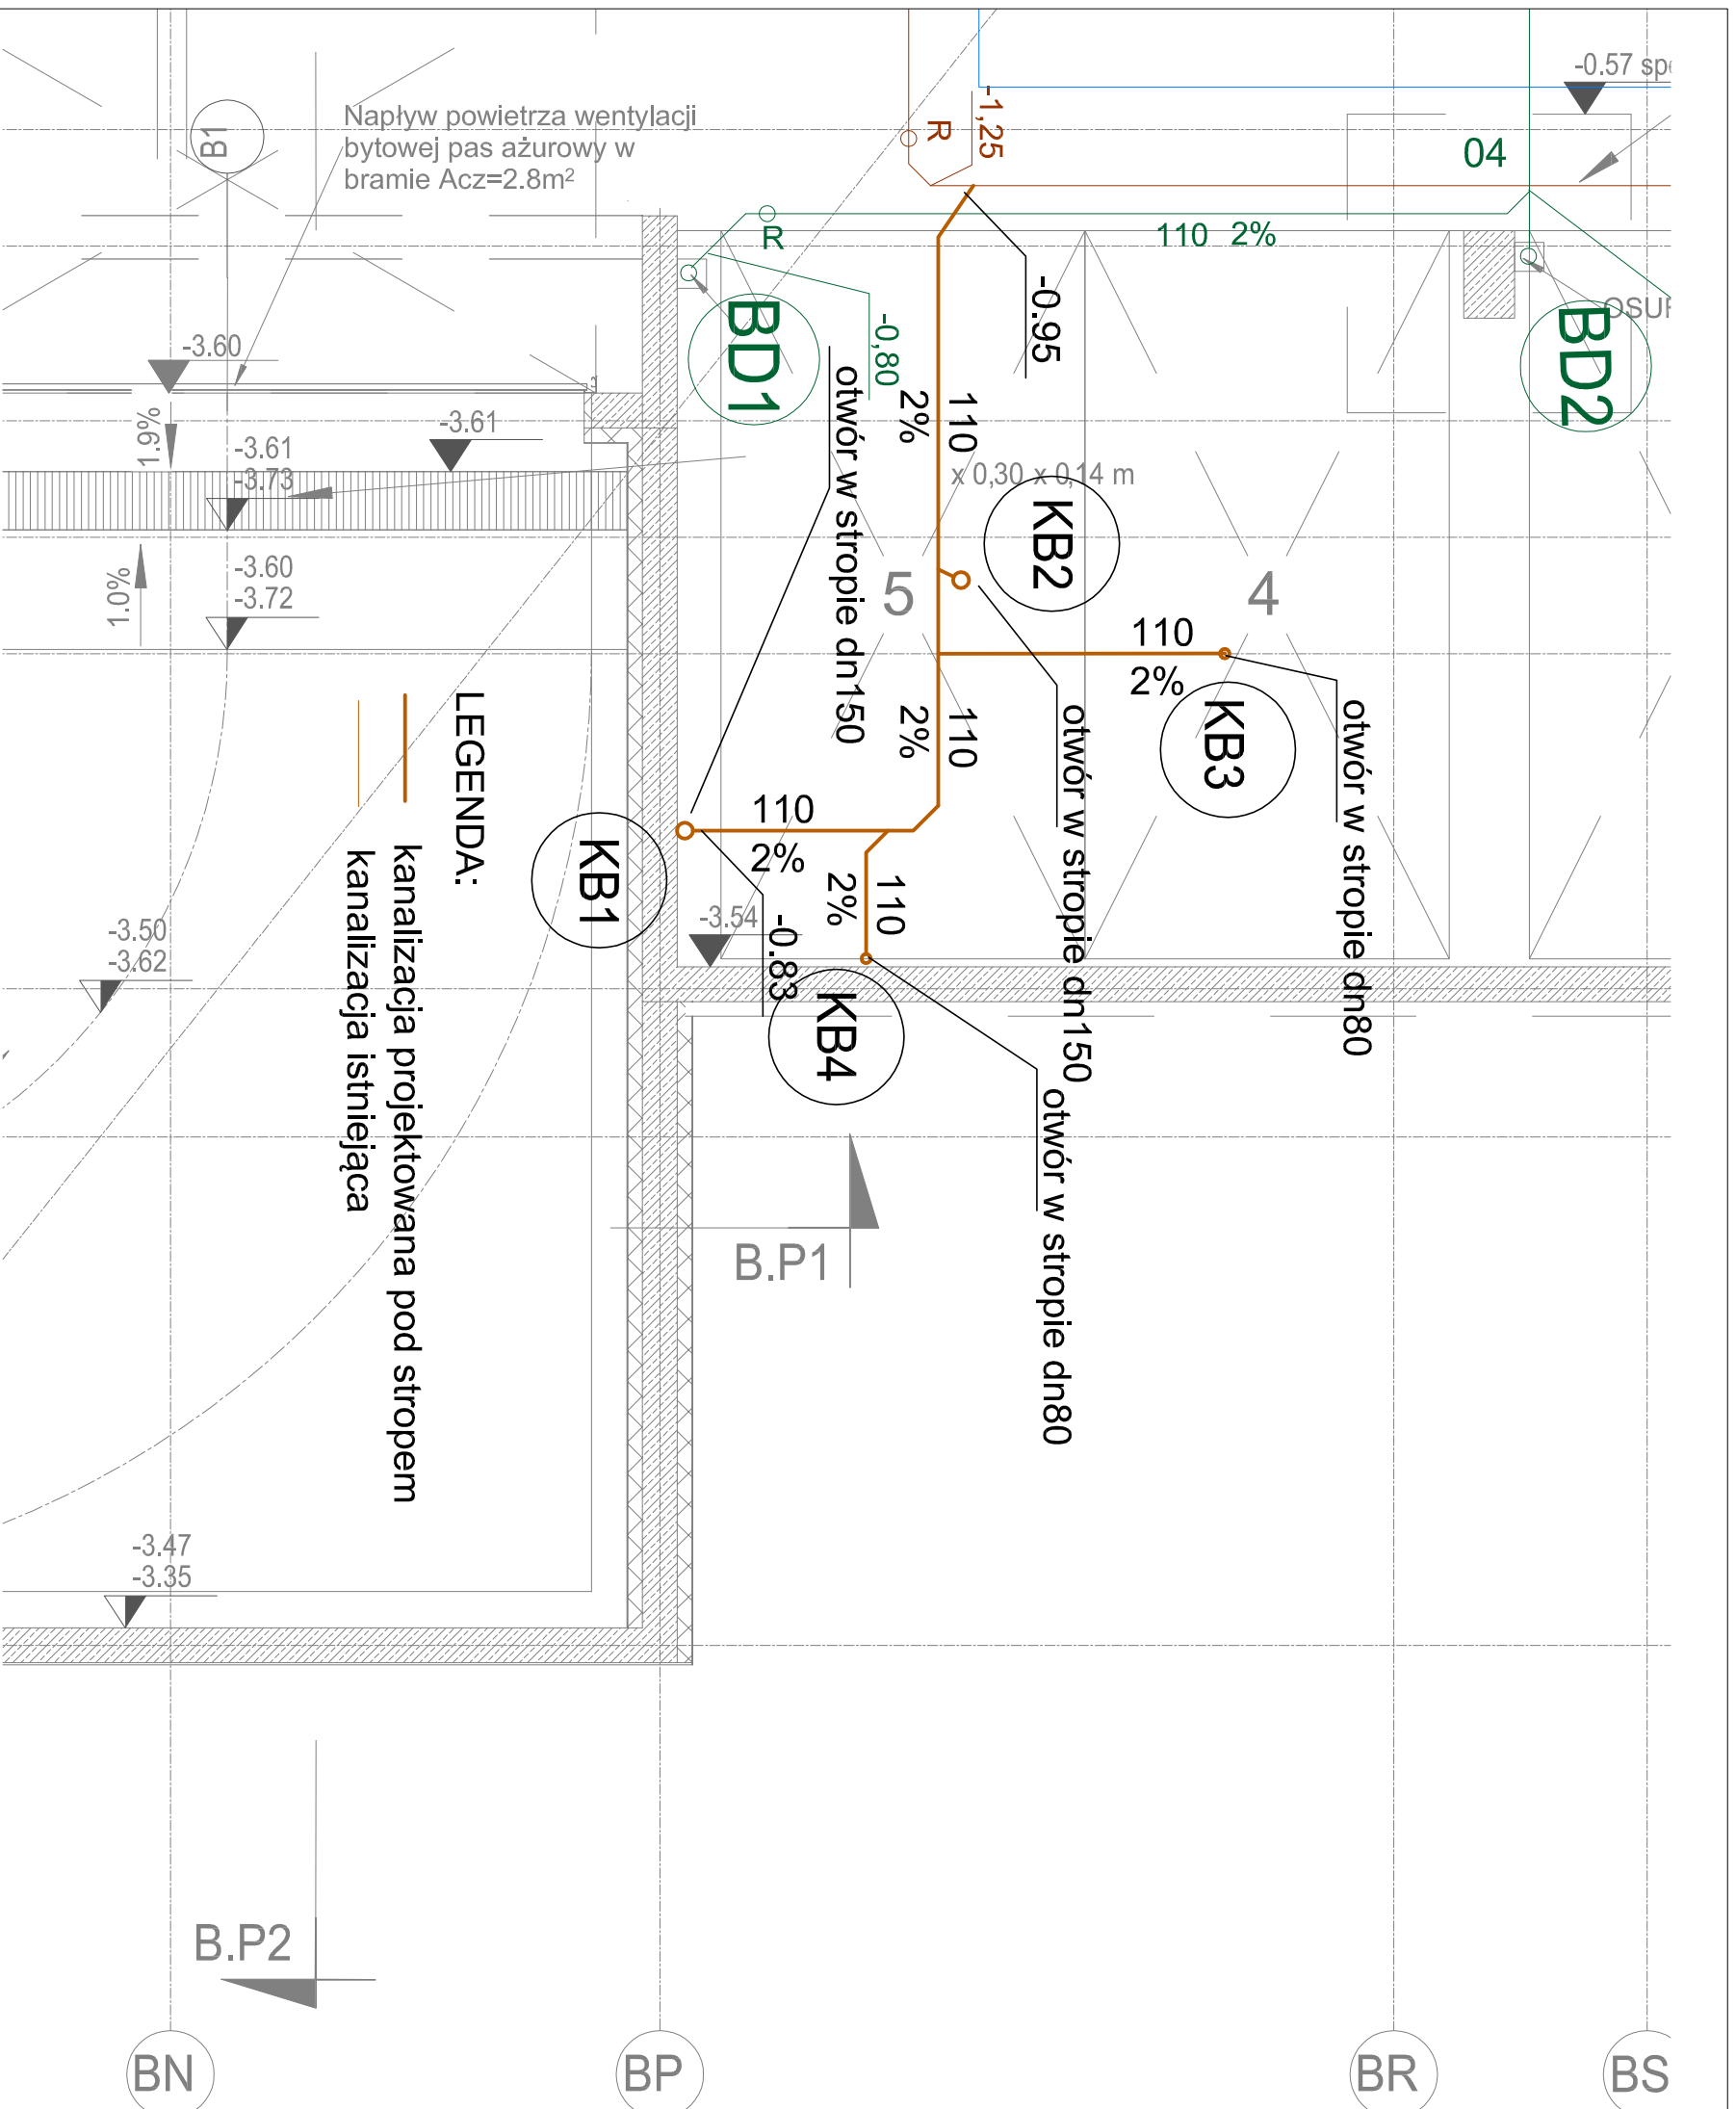 -0.57
04
-1,25
R
Napływ powietrza wentylacji
bytowej pas ażurowy w
bramie Acz=2.8m²
B1
R
110 2%
-0.95
-0,80
BD1
BD2
-3.60
1.9%
-3.61
-3.61
-3.73
110
2%
x 0,30 x 0,14 m
KB2
otwór w stropie dn150
5
4
1.0%
-3.60
-3.72
110
2%
KB3
otwór w stropie dn80
110
2%
otwór w stropie dn150
110
2%
KB1
110
2%
-3.54
-0.83
KB4
otwór w stropie dn80
LEGENDA:
kanalizacja projektowana pod stropem
kanalizacja istniejąca
-3.50
-3.62
B.P1
-3.47
-3.35
B.P2
BN
BP
BR
BS